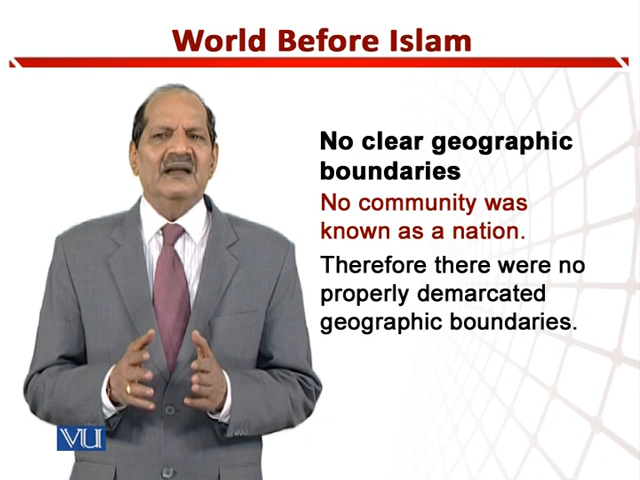 World Before Islam
No clear geographic
boundaries
No community was
known as a nation.
Therefore there were no
properly demarcated
geographic boundaries.
VU